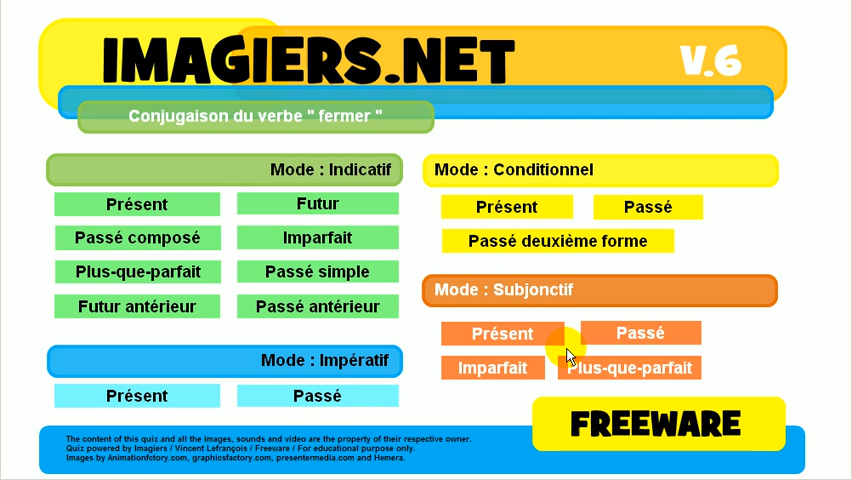 IMAGIERS.NET
V.6
Conjugaison du verbe " fermer "
Mode : Indicatif
Présent
Futur
Passé composé
Imparfait
Plus-que-parfait
Passé simple
Futur antérieur
Passé antérieur
Mode : Impératif
Présent
Passé
Mode : Conditionnel
Présent
Passé
Passé deuxième forme
Mode : Subjonctif
Présent
Passé
Imparfait
Plus-que-parfait
FREEWARE
The content of this quiz and all the images, sounds and video are the property of their respective owner.
Quiz powered by Imagiers / Vincent Lefrançois / Freeware / For educational purpose only.
Images by Animationfctory.com, graphicsfactory.com, presentermedia.com and Hemera.